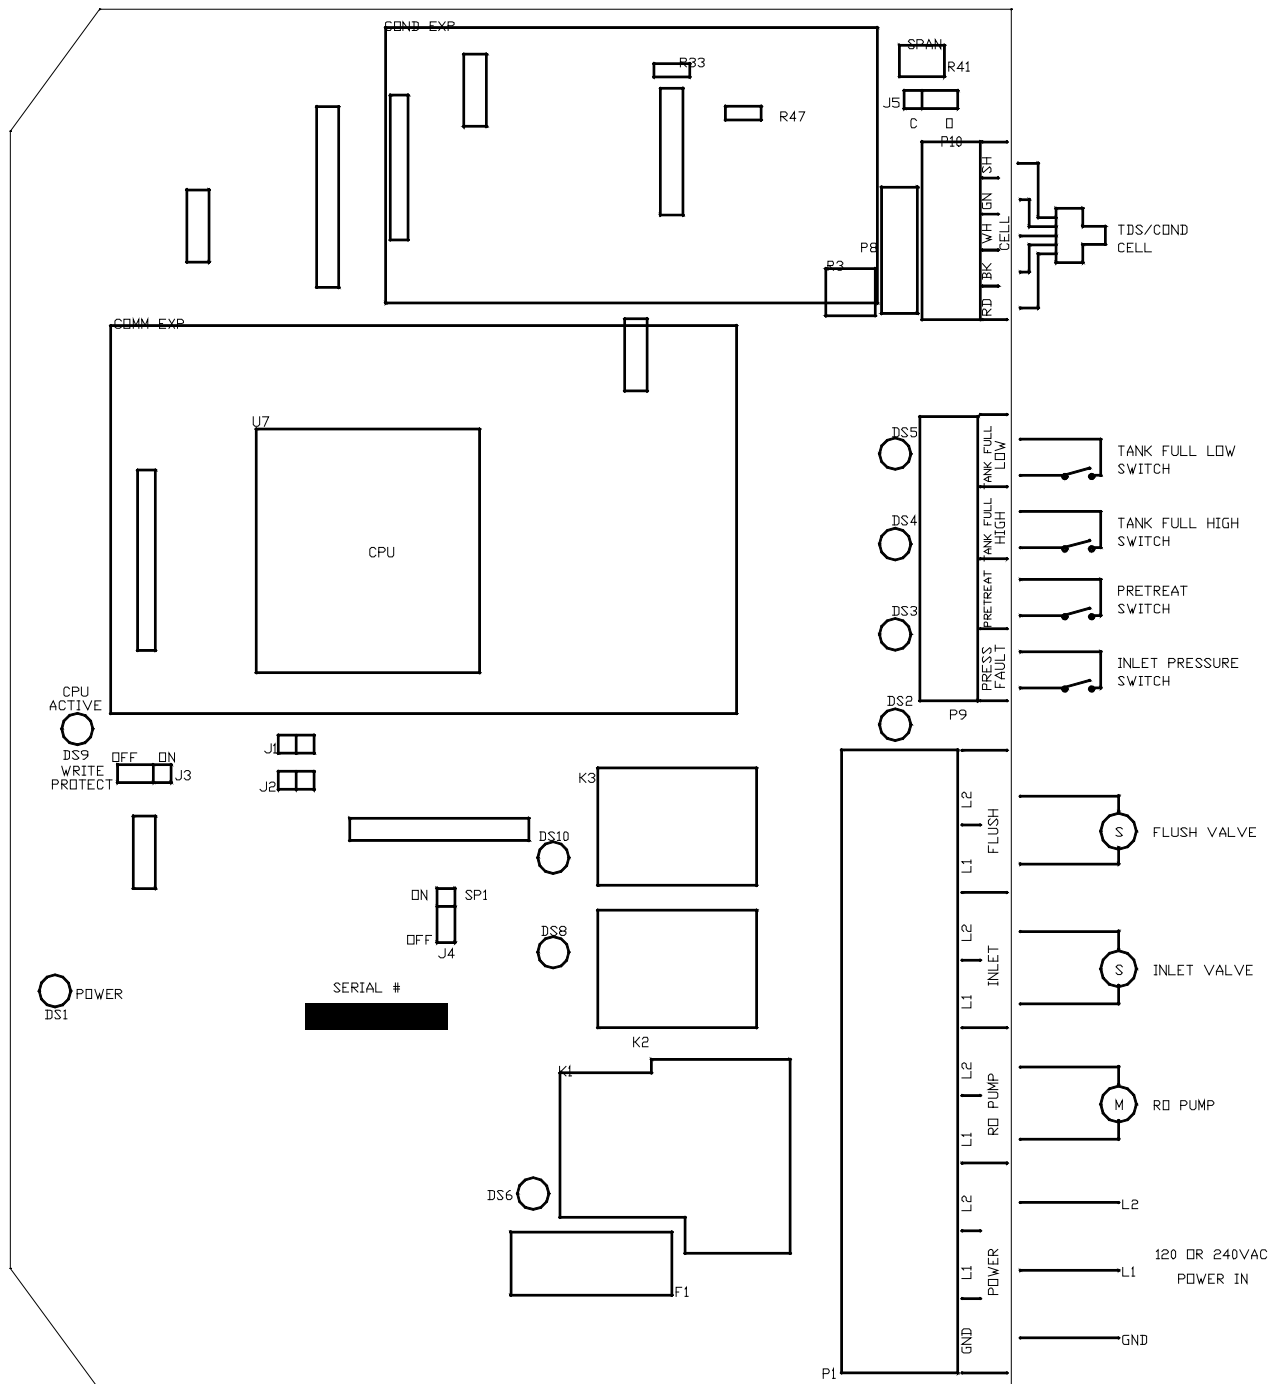 COND EXP
SPAN
R33
R41
J5
R47
C O
P10
SH
GN
WH
BK
RD
CELL
TDS/COND
CELL
P8
R3
COMM EXP
U7
CPU
DS5
TANK FULL
LOW
TANK FULL LOW
SWITCH
DS4
TANK FULL
HIGH
TANK FULL HIGH
SWITCH
DS3
PRETREAT
PRETREAT
SWITCH
PRESS
FAULT
INLET PRESSURE
SWITCH
DS2
P9
CPU
ACTIVE
DS9
OFF ON
WRITE
PROTECT
J3
J1
J2
K3
L2
L1
FLUSH
S
FLUSH VALVE
DS10
ON
SP1
OFF
J4
DS8
L2
L1
INLET
S
INLET VALVE
POWER
DS1
SERIAL #
K2
K1
L2
L1
RO PUMP
M
RO PUMP
DS6
F1
L2
L1
GND
POWER
L2
L1
GND
120 OR 240VAC
POWER IN
P1